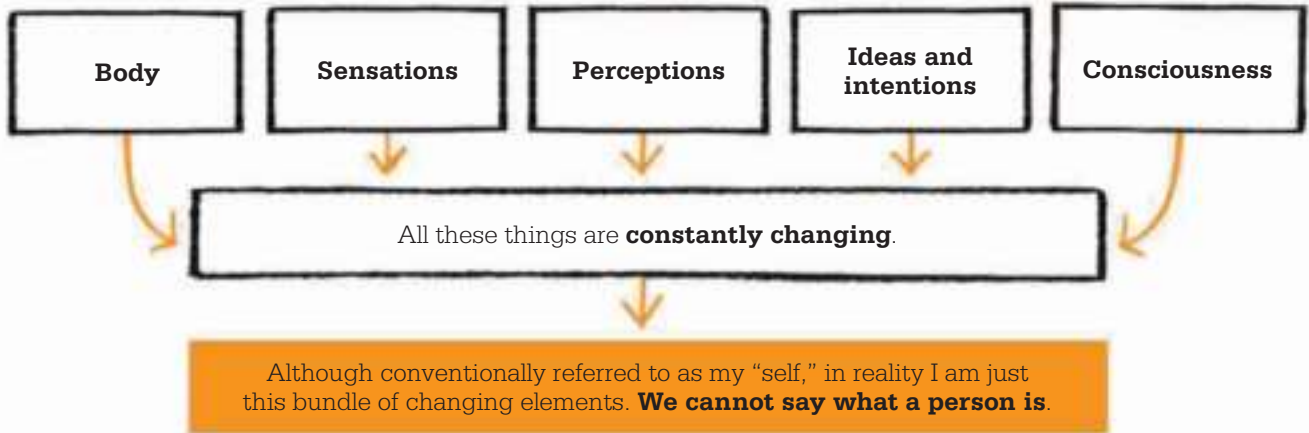 Body
Sensations
Perceptions
Ideas and
intentions
Consciousness
All these things are constantly changing.
Although conventionally referred to as my “self,” in reality I am just
this bundle of changing elements. We cannot say what a person is.